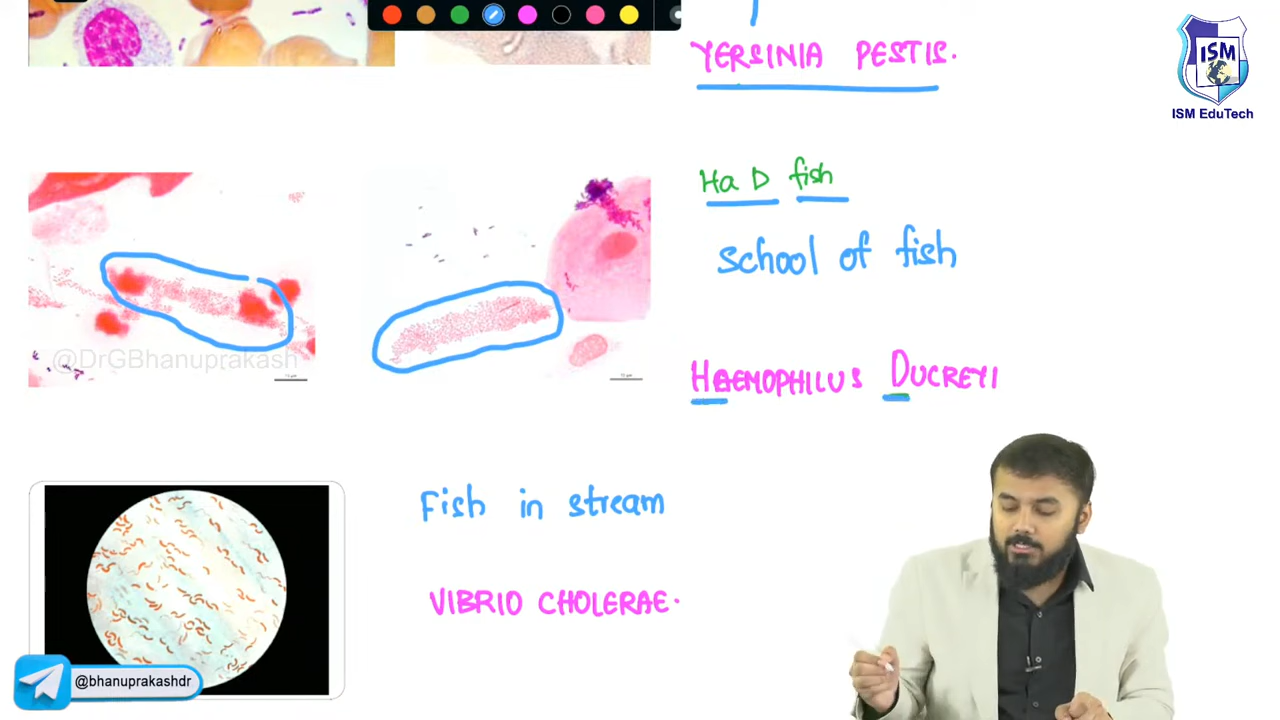 YERSINIA PESTIS.
ISM
ISM EduTech
Ha D fish
school of fish
@DrGBhanuprakash
HAEMOPHILUS DUCREYI
Fish in stream
VIBRIO CHOLERAE.
@bhanuprakashdr